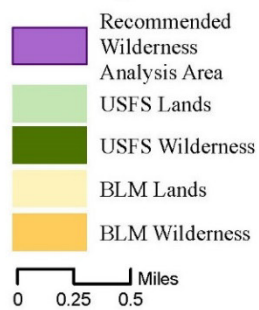 Recommended
Wilderness
Analysis Area
USFS Lands
USFS Wilderness
BLM Lands
BLM Wilderness
Miles
0 0.25 0.5